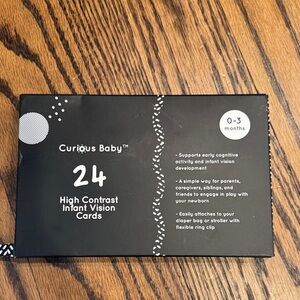 Curious Baby™
24
High Contrast
Infant Vision
Cards
0-3
months
- Supports early cognitive
activity and infant vision
development
- A simple way for parents,
caregivers, siblings, and
friends to engage in play with
your newborn
- Easily attaches to your
diaper bag or stroller with
flexible ring clip